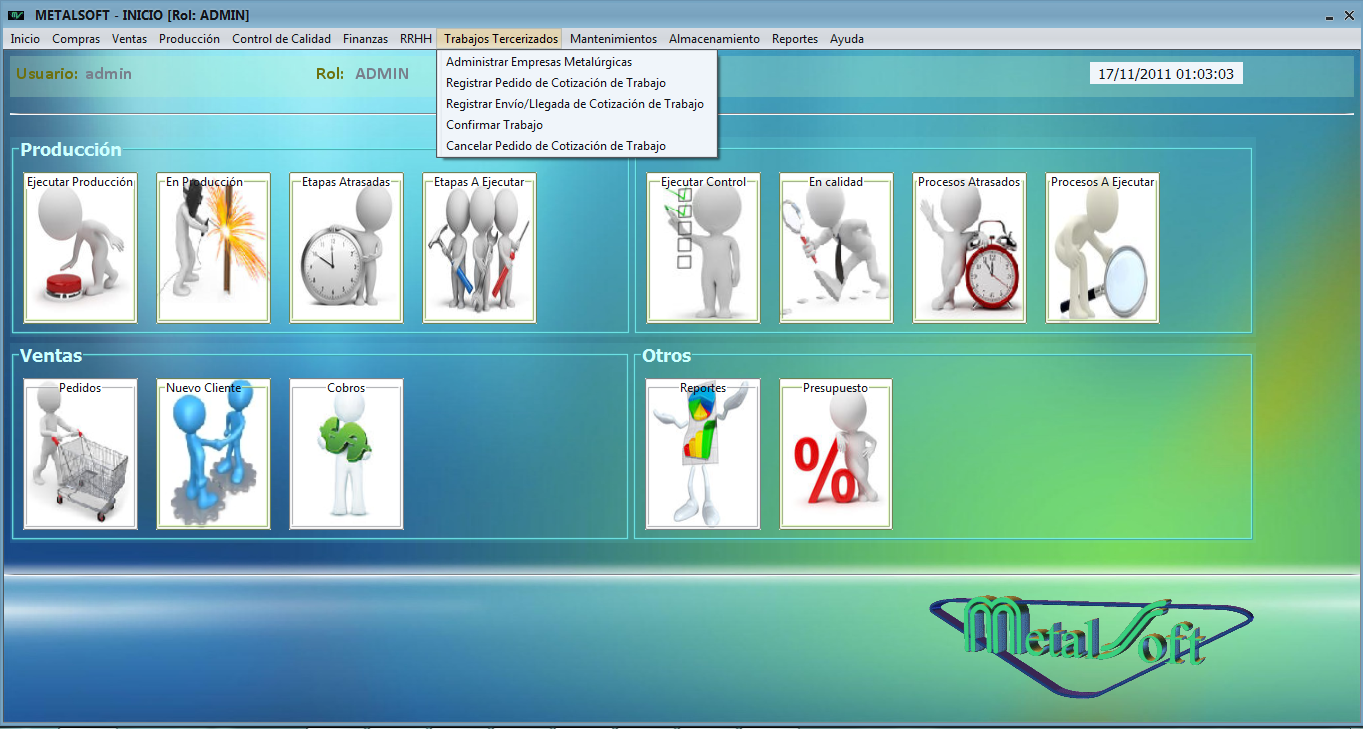 METALSOFT - INICIO [Rol: ADMIN]
Inicio Compras Ventas Producción Control de Calidad Finanzas RRHH Trabajos Tercerizados Mantenimientos Almacenamiento Reportes Ayuda
Administrar Empresas Metalúrgicas
Registrar Pedido de Cotización de Trabajo
Registrar Envío/Llegada de Cotización de Trabajo
Confirmar Trabajo
Cancelar Pedido de Cotización de Trabajo
Usuario: admin Rol: ADMIN 17/11/2011 01:03:03
Producción
Ejecutar Producción En Producción Etapas Atrasadas Etapas A Ejecutar
Ejecutar Control En calidad Procesos Atrasados Procesos A Ejecutar
Ventas
Pedidos Nuevo Cliente Cobros
Otros
Reportes Presupuesto
%
MetalSoft